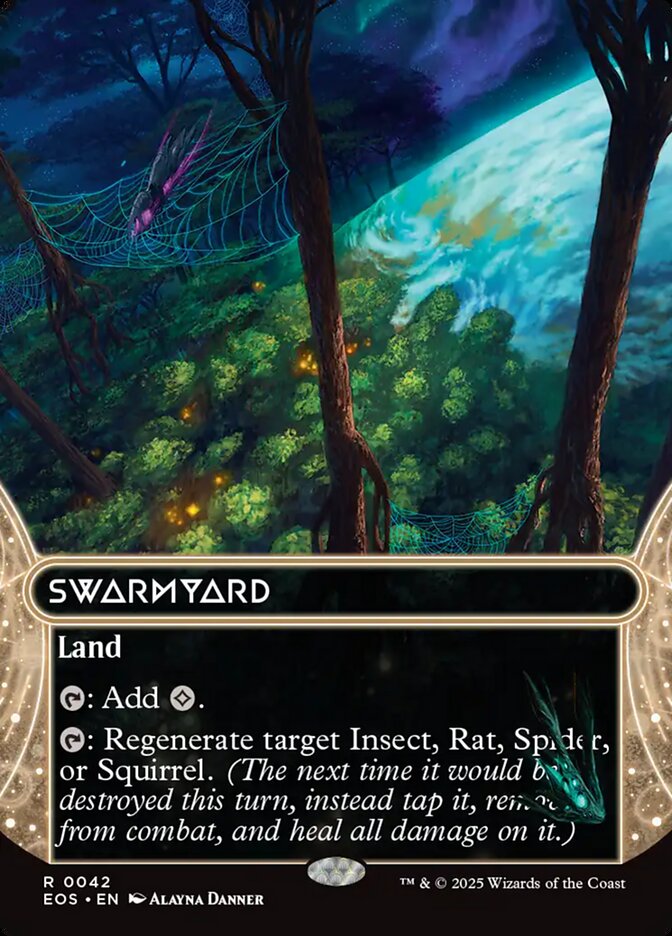 SWARMYARD
Land
: Add .
: Regenerate target Insect, Rat, Spider,
or Squirrel. (The next time it would
destroyed this turn, instead tap it,
from combat, and heal all damage on it.)
R 0042
EOS • EN Alayna Danner
™ & © 2025 Wizards of the Coast